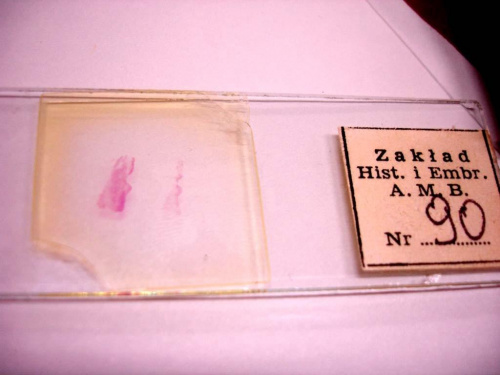 Zakład
Hist. i Embr.
A. M. B.
Nr ........90........